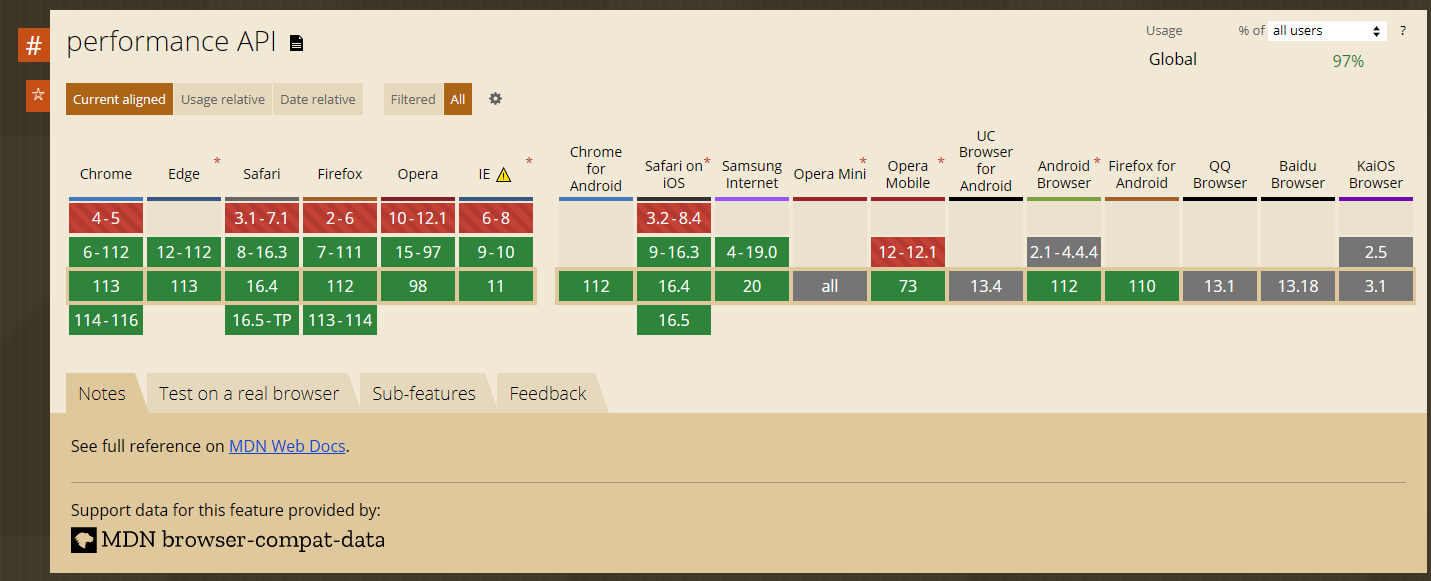 #
performance API
Usage % of all users ?
Global 97%
☆
Current aligned Usage relative Date relative Filtered All
Chrome Edge * Safari Firefox Opera IE * Chrome for Android Safari on iOS * Samsung Internet Opera Mini * Opera Mobile * UC Browser for Android Android Browser * Firefox for Android QQ Browser Baidu Browser KaiOS Browser
4-5 3.1-7.1 2-6 10-12.1 6-8 3.2-8.4
6-112 12-112 8-16.3 7-111 15-97 9-10 9-16.3 4-19.0 12-12.1 2.1-4.4.4 2.5
113 113 16.4 112 98 11 112 16.4 20 all 73 13.4 112 110 13.1 13.18 3.1
114-116 16.5-TP 113-114 16.5
Notes Test on a real browser Sub-features Feedback
See full reference on MDN Web Docs.
Support data for this feature provided by:
MDN browser-compat-data